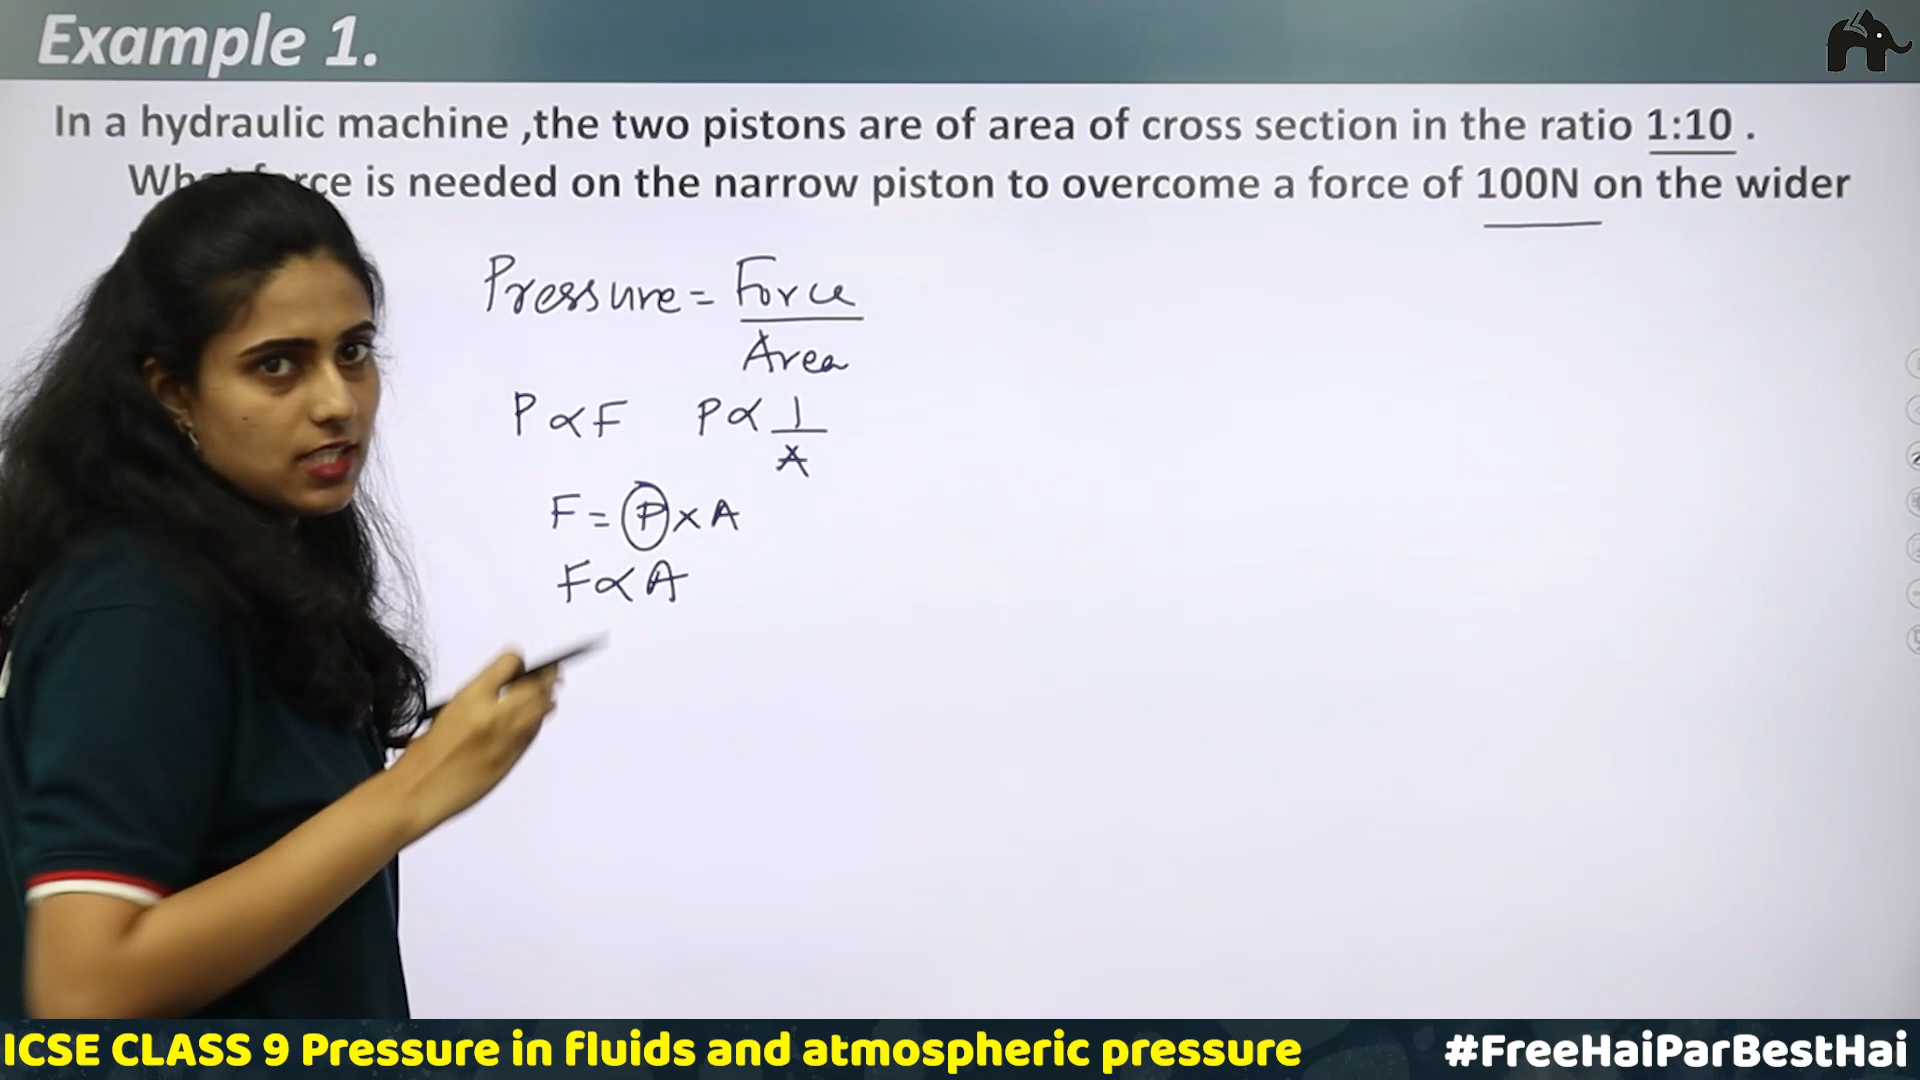 Example 1.
In a hydraulic machine ,the two pistons are of area of cross section in the ratio 1:10 .
is needed on the narrow piston to overcome a force of 100N on the wider
Pressure = Force
Area
P ∝ F P ∝ 1
A
F = P × A
F ∝ A
ICSE CLASS 9 Pressure in fluids and atmospheric pressure
#FreeHaiParBestHai